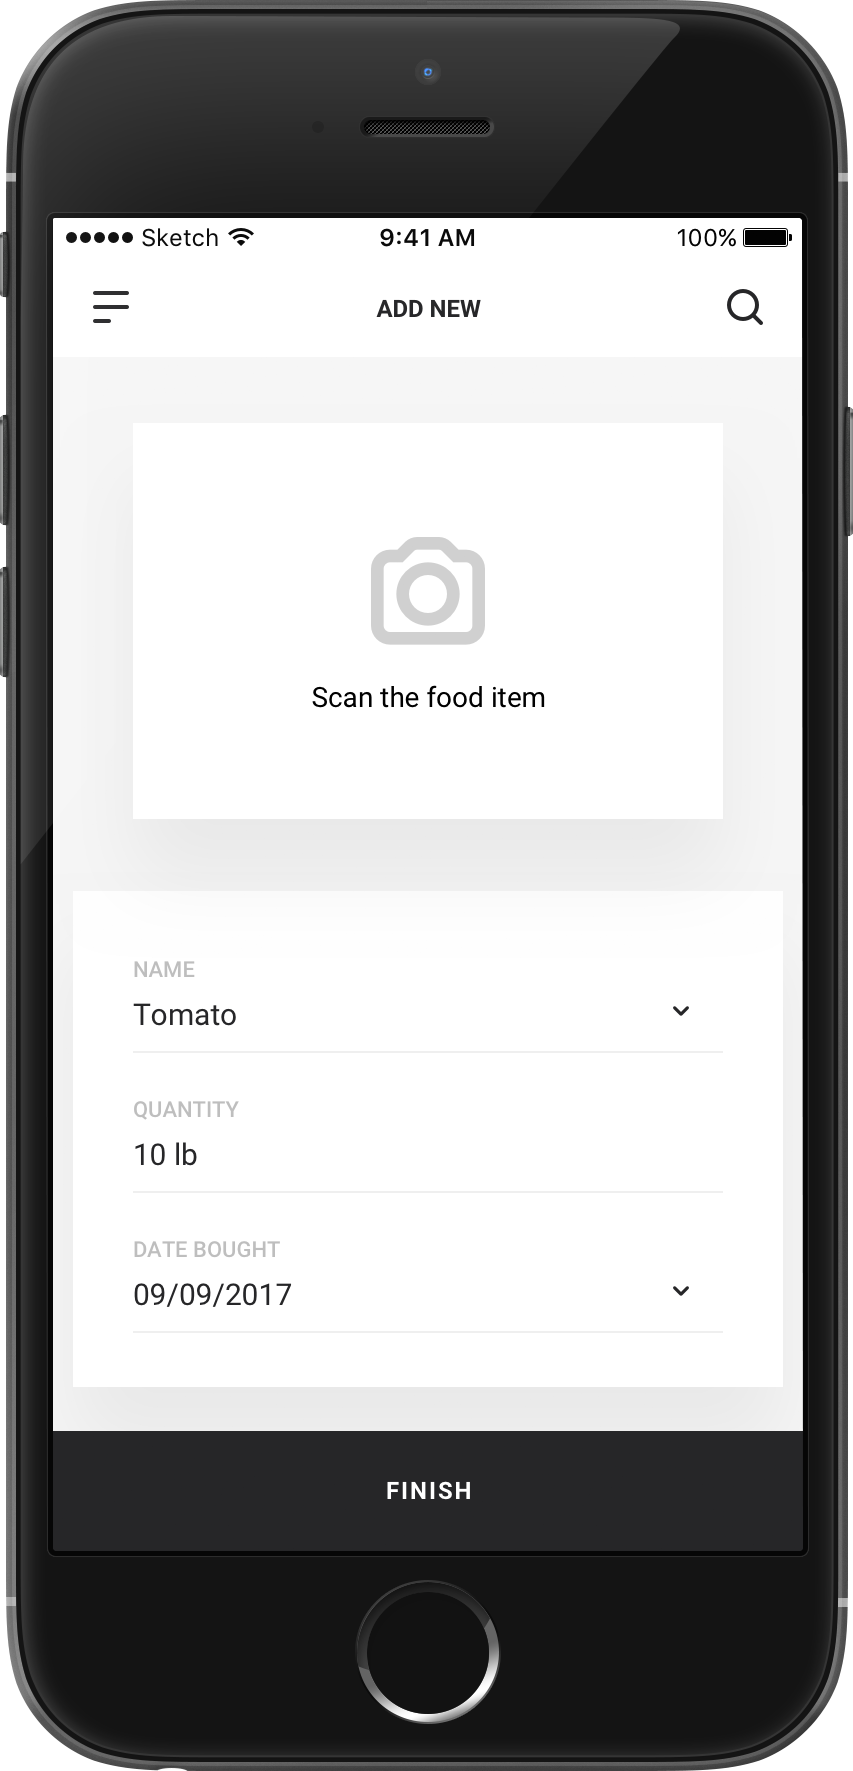 Sketch 9:41 AM 100%
ADD NEW
Scan the food item
NAME
Tomato
QUANTITY
10 lb
DATE BOUGHT
09/09/2017
FINISH